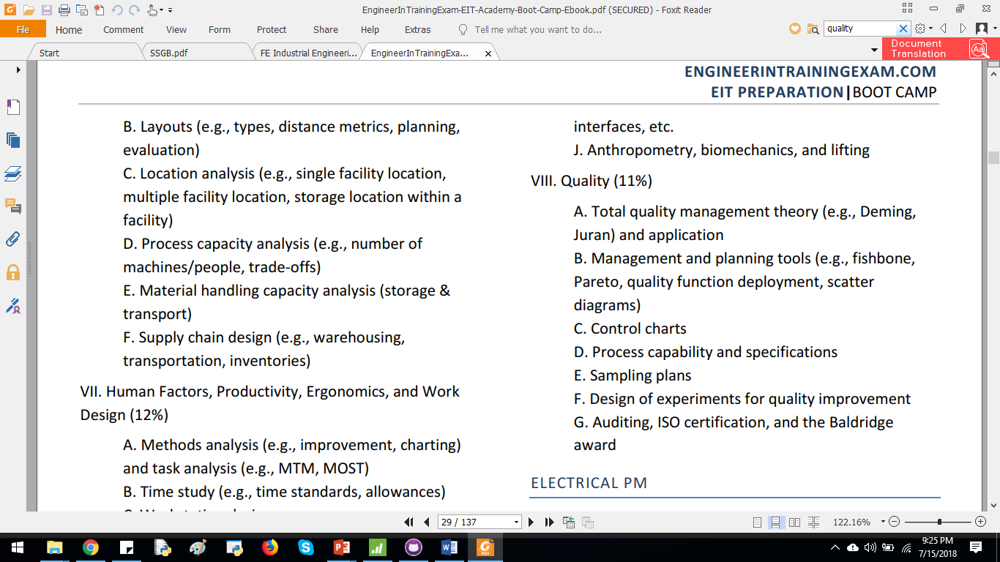 EngineerInTrainingExam-EIT-Academy-Boot-Camp-Ebook.pdf (SECURED) - Foxit Reader
File Home Comment View Form Protect Share Help Extras Tell me what you want to do... quality
Start SSGB.pdf FE Industrial Engineeri... EngineerInTrainingExa... Document
Translation
ENGINEERINTRAININGEXAM.COM
EIT PREPARATION|BOOT CAMP
B. Layouts (e.g., types, distance metrics, planning,
evaluation)
C. Location analysis (e.g., single facility location,
multiple facility location, storage location within a
facility)
D. Process capacity analysis (e.g., number of
machines/people, trade-offs)
E. Material handling capacity analysis (storage &
transport)
F. Supply chain design (e.g., warehousing,
transportation, inventories)
VII. Human Factors, Productivity, Ergonomics, and Work
Design (12%)
A. Methods analysis (e.g., improvement, charting)
and task analysis (e.g., MTM, MOST)
B. Time study (e.g., time standards, allowances)
interfaces, etc.
J. Anthropometry, biomechanics, and lifting
VIII. Quality (11%)
A. Total quality management theory (e.g., Deming,
Juran) and application
B. Management and planning tools (e.g., fishbone,
Pareto, quality function deployment, scatter
diagrams)
C. Control charts
D. Process capability and specifications
E. Sampling plans
F. Design of experiments for quality improvement
G. Auditing, ISO certification, and the Baldridge
award
ELECTRICAL PM
29 / 137 122.16%
9:25 PM
7/15/2018